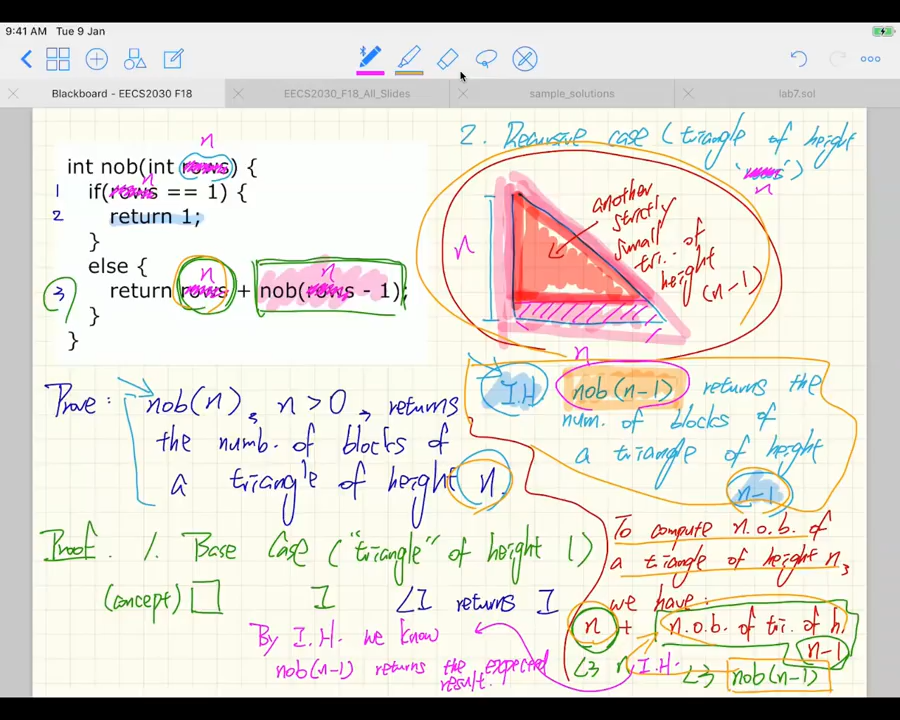 9:41 AM Tue 9 Jan
Blackboard - EECS2030 F18
EECS2030_F18_All_Slides
sample_solutions
lab7.sol
n
int nob(int rows) {
n
1 if(rows == 1) {
2 return 1;
}
else {
n n
3 return rows + nob(rows - 1);
}
}
2. Recursive case (triangle of height
'rows')
n
n
another
strictly
small
tri. of
height
(n-1)
n
Prove: nob(n), n > 0, returns
the numb. of blocks of
a triangle of height n.
I.H nob(n-1) returns the
num. of blocks of
a triangle of height
n-1
Proof. 1. Base Case ("triangle" of height 1)
(concept) 1 L1 returns 1
By I.H. we know
nob(n-1) returns the expected
result.
To compute n.o.b. of
a triangle of height n,
we have:
n + n.o.b. of tri. of h.
n-1
L3 n I.H. L3 nob(n-1)